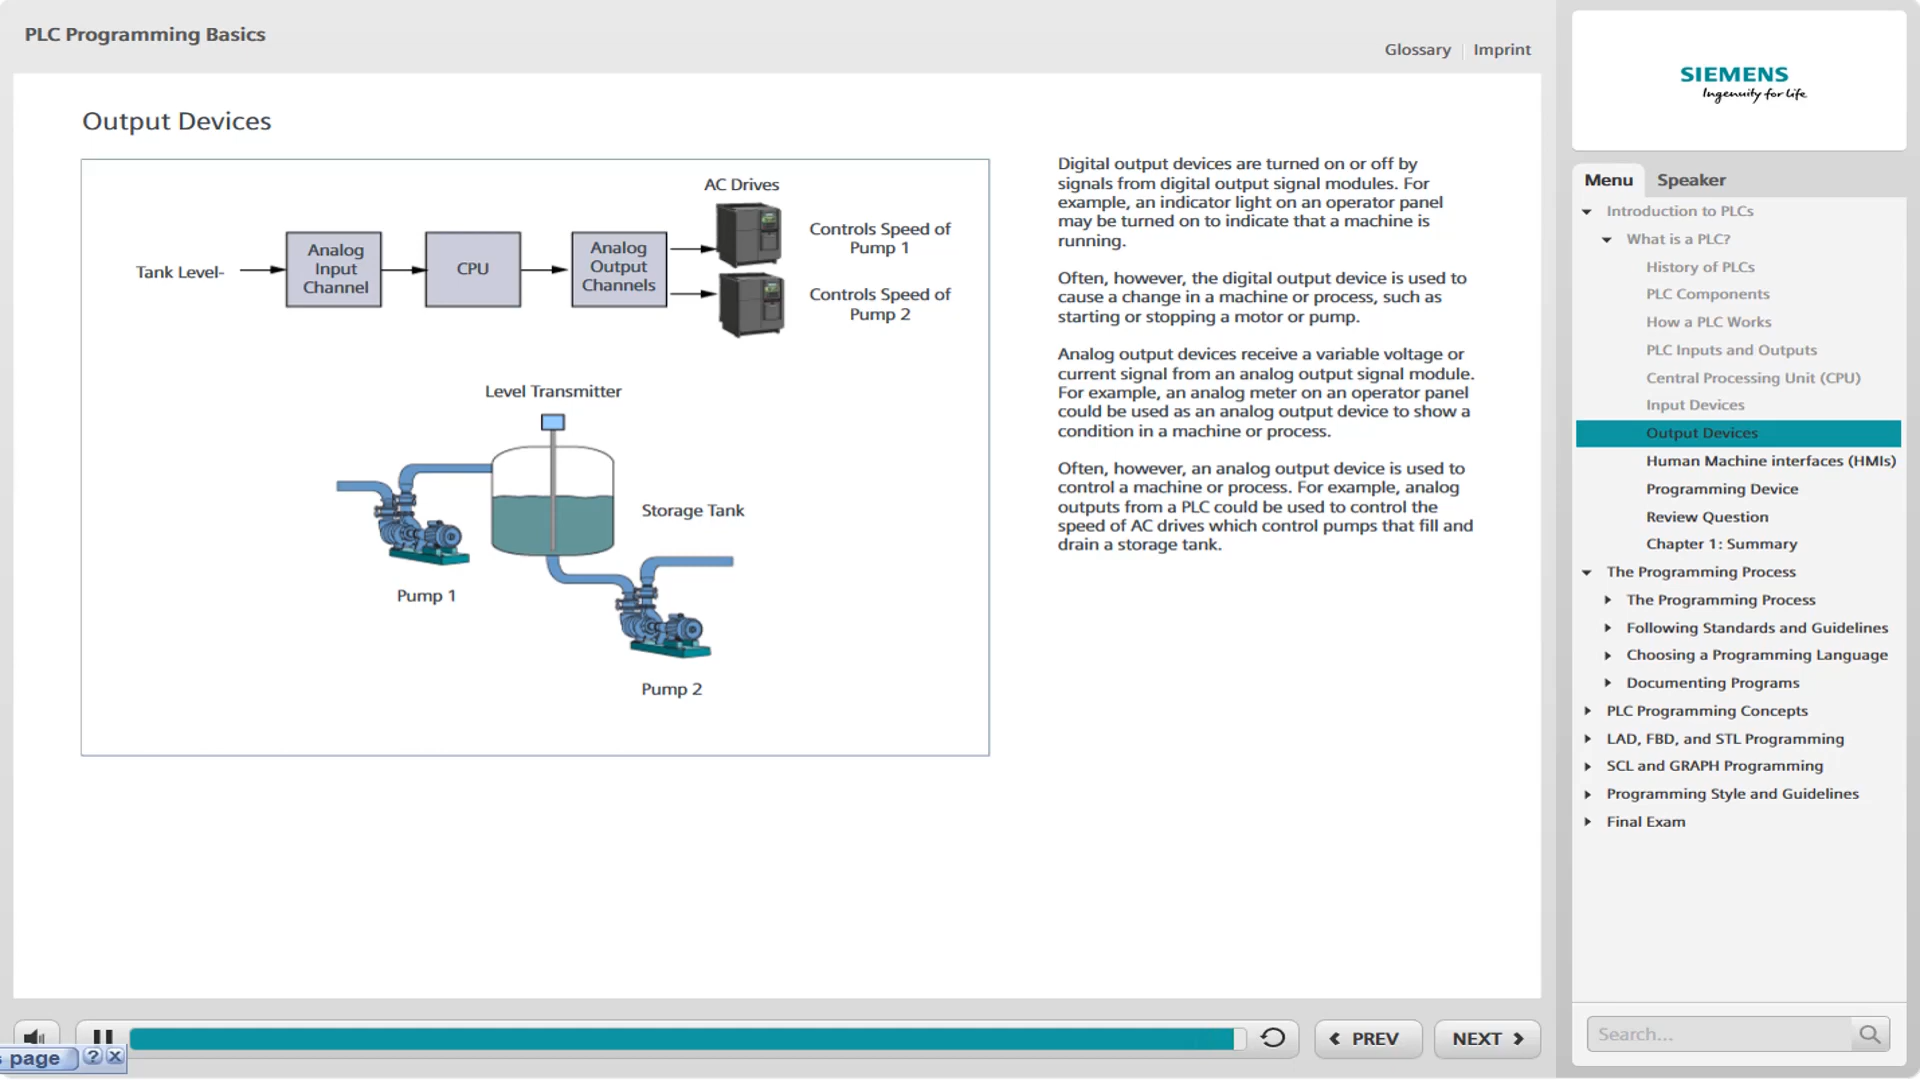 PLC Programming Basics
Glossary
Imprint
SIEMENS
Ingenuity for life
Output Devices
AC Drives
Controls Speed of
Pump 1
Tank Level-
Analog
Input
Channel
CPU
Analog
Output
Channels
Controls Speed of
Pump 2
Level Transmitter
Storage Tank
Pump 1
Pump 2
Digital output devices are turned on or off by
signals from digital output signal modules. For
example, an indicator light on an operator panel
may be turned on to indicate that a machine is
running.
Often, however, the digital output device is used to
cause a change in a machine or process, such as
starting or stopping a motor or pump.
Analog output devices receive a variable voltage or
current signal from an analog output signal module.
For example, an analog meter on an operator panel
could be used as an analog output device to show a
condition in a machine or process.
Often, however, an analog output device is used to
control a machine or process. For example, analog
outputs from a PLC could be used to control the
speed of AC drives which control pumps that fill and
drain a storage tank.
Menu
Speaker
Introduction to PLCs
What is a PLC?
History of PLCs
PLC Components
How a PLC Works
PLC Inputs and Outputs
Central Processing Unit (CPU)
Input Devices
Output Devices
Human Machine interfaces (HMIs)
Programming Device
Review Question
Chapter 1: Summary
The Programming Process
The Programming Process
Following Standards and Guidelines
Choosing a Programming Language
Documenting Programs
PLC Programming Concepts
LAD, FBD, and STL Programming
SCL and GRAPH Programming
Programming Style and Guidelines
Final Exam
Search...
PREV
NEXT
s page
?